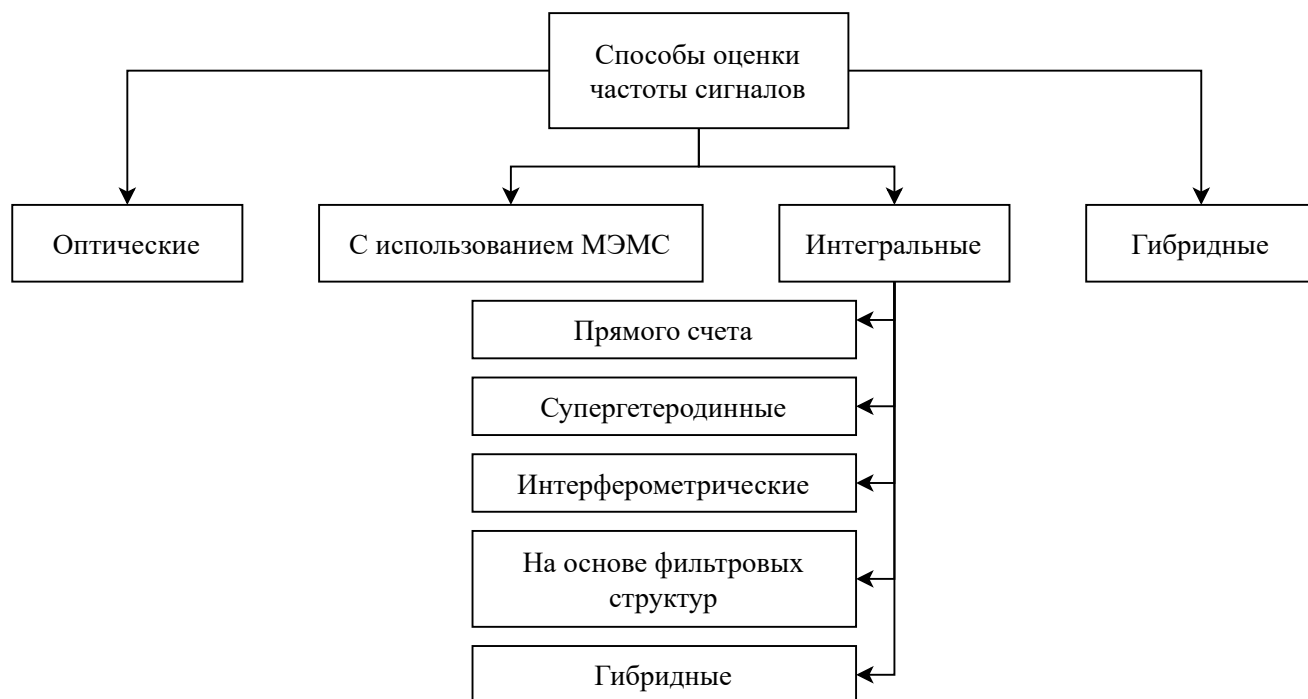 Способы оценки
частоты сигналов
Оптические
С использованием МЭМС
Интегральные
Гибридные
Прямого счета
Супергетеродинные
Интерферометрические
На основе фильтровых
структур
Гибридные